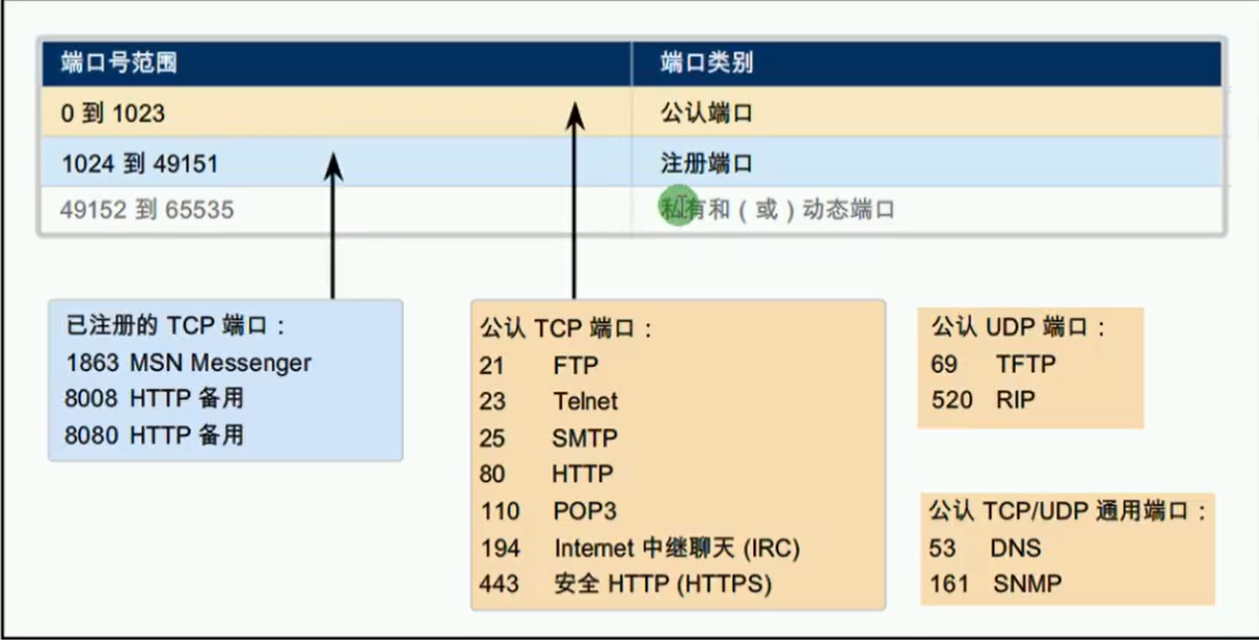 端口号范围 端口类别
0 到 1023 公认端口
1024 到 49151 注册端口
49152 到 65535 私有和 ( 或 ) 动态端口
已注册的 TCP 端口：
1863 MSN Messenger
8008 HTTP 备用
8080 HTTP 备用
公认 TCP 端口：
21 FTP
23 Telnet
25 SMTP
80 HTTP
110 POP3
194 Internet 中继聊天 (IRC)
443 安全 HTTP (HTTPS)
公认 UDP 端口：
69 TFTP
520 RIP
公认 TCP/UDP 通用端口：
53 DNS
161 SNMP